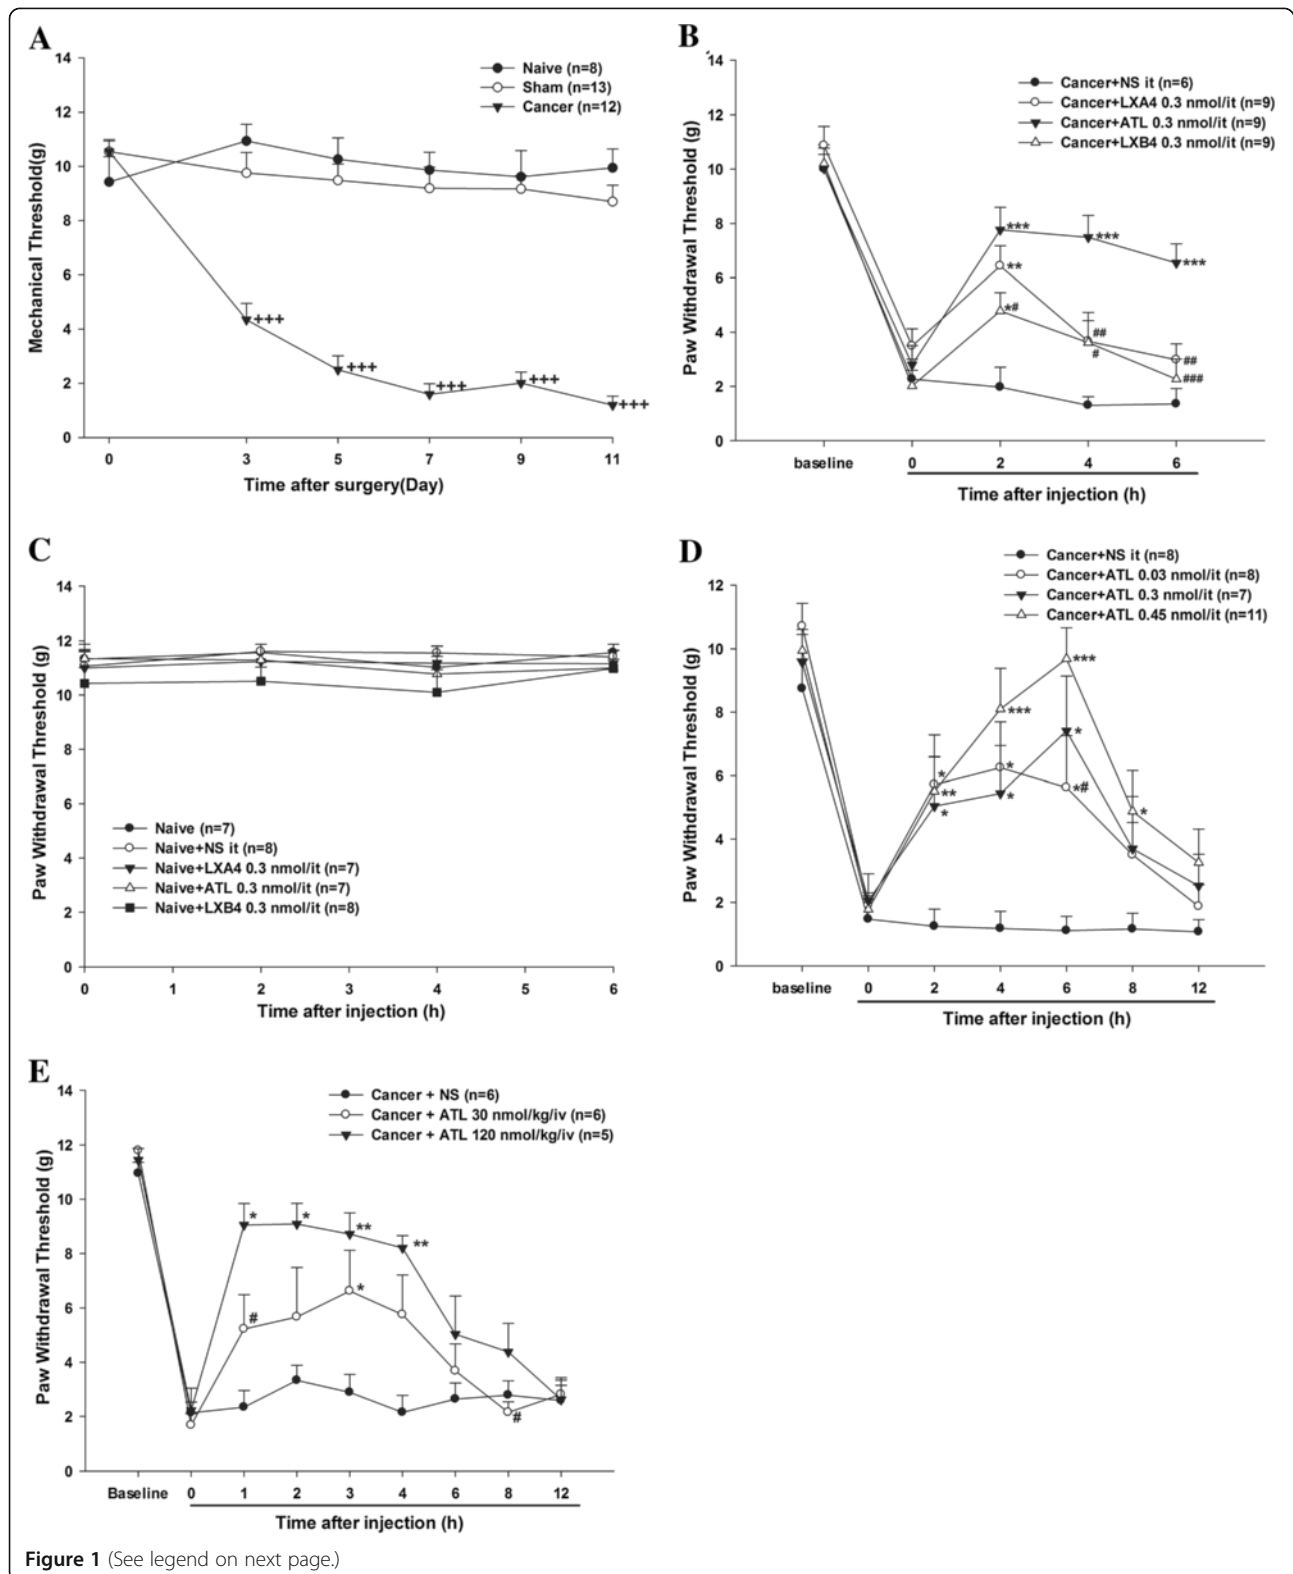 A
Naive (n=8)
Sham (n=13)
Cancer (n=12)
Mechanical Threshold(g)
14
12
10
8
6
4
2
0
+++
+++
+++
+++
+++
0 3 5 7 9 11
Time after surgery(Day)
B
Cancer+NS it (n=6)
Cancer+LXA4 0.3 nmol/it (n=9)
Cancer+ATL 0.3 nmol/it (n=9)
Cancer+LXB4 0.3 nmol/it (n=9)
Paw Withdrawal Threshold (g)
14
12
10
8
6
4
2
0
***
***
***
**
*#
##
#
##
###
baseline 0 2 4 6
Time after injection (h)
C
Paw Withdrawal Threshold (g)
14
12
10
8
6
4
2
0
Naive (n=7)
Naive+NS it (n=8)
Naive+LXA4 0.3 nmol/it (n=7)
Naive+ATL 0.3 nmol/it (n=7)
Naive+LXB4 0.3 nmol/it (n=8)
0 1 2 3 4 5 6
Time after injection (h)
D
Cancer+NS it (n=8)
Cancer+ATL 0.03 nmol/it (n=8)
Cancer+ATL 0.3 nmol/it (n=7)
Cancer+ATL 0.45 nmol/it (n=11)
Paw Withdrawal Threshold (g)
12
10
8
6
4
2
0
***
***
*
*
*
**
*
*
*#
*
baseline 0 2 4 6 8 12
Time after injection (h)
E
Cancer + NS (n=6)
Cancer + ATL 30 nmol/kg/iv (n=6)
Cancer + ATL 120 nmol/kg/iv (n=5)
Paw Withdrawal Threshold (g)
14
12
10
8
6
4
2
0
*
*
**
**
#
*
#
Baseline 0 1 2 3 4 6 8 12
Time after injection (h)
Figure 1 (See legend on next page.)